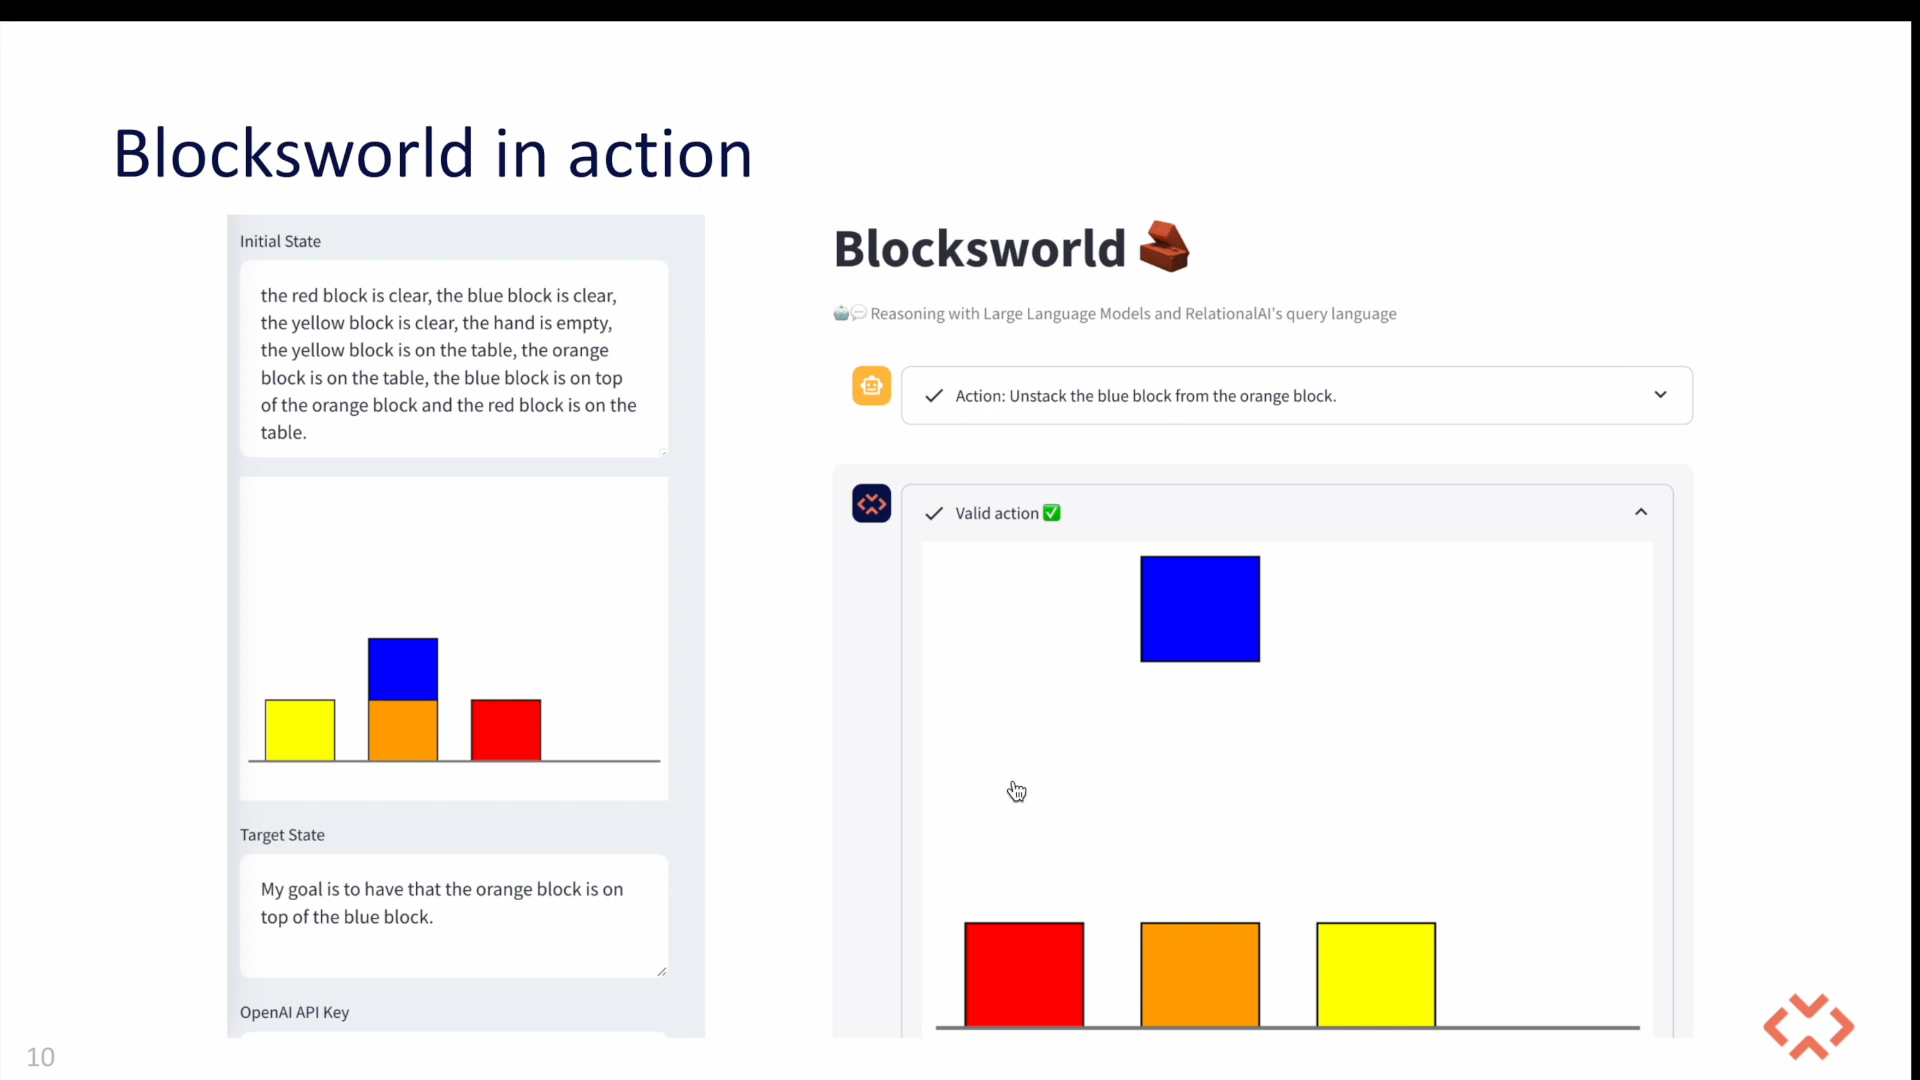 Blocksworld in action
Initial State
the red block is clear, the blue block is clear,
the yellow block is clear, the hand is empty,
the yellow block is on the table, the orange
block is on the table, the blue block is on top
of the orange block and the red block is on the
table.
Target State
My goal is to have that the orange block is on
top of the blue block.
OpenAI API Key
Blocksworld
Reasoning with Large Language Models and RelationalAI's query language
Action: Unstack the blue block from the orange block.
Valid action
10